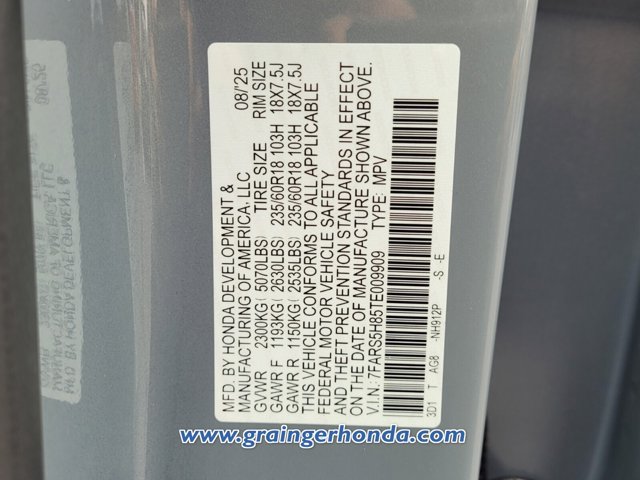 MFD. BY HONDA DEVELOPMENT & 08/'25
MANUFACTURING OF AMERICA, LLC
GVWR 2300KG( 5070LBS) TIRE SIZE RIM SIZE
GAWR F 1193KG( 2630LBS) 235/60R18 103H 18X7.5J
GAWR R 1150KG( 2535LBS) 235/60R18 103H 18X7.5J
THIS VEHICLE CONFORMS TO ALL APPLICABLE
FEDERAL MOTOR VEHICLE SAFETY
AND THEFT PREVENTION STANDARDS IN EFFECT
ON THE DATE OF MANUFACTURE SHOWN ABOVE.
V.I.N.: 7FARS5H85TE009909 TYPE: MPV
3D1 T AG8 -NH912P -S -E
www.graingerhonda.com